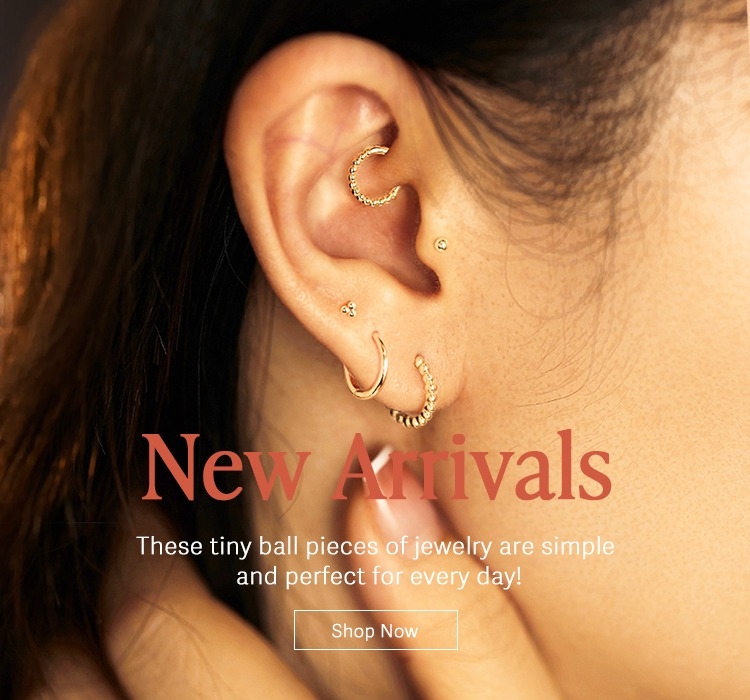 New Arrivals
These tiny ball pieces of jewelry are simple
and perfect for every day!
Shop Now